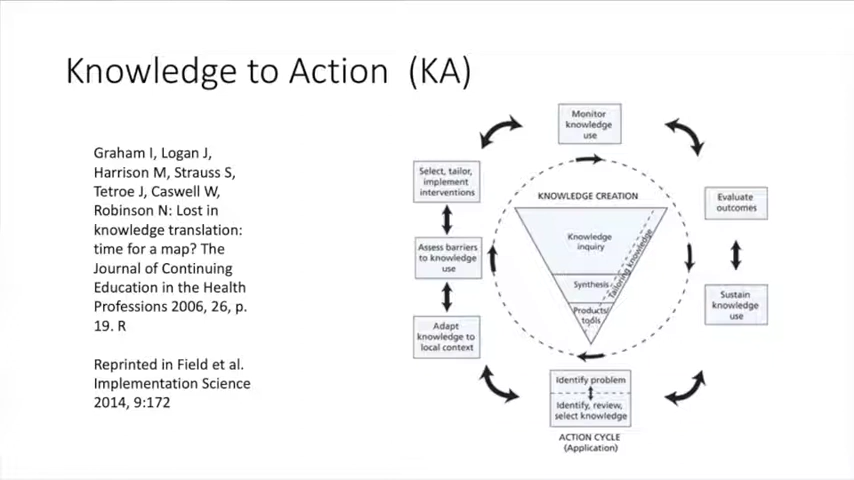 Knowledge to Action (KA)
Graham I, Logan J,
Harrison M, Strauss S,
Tetroe J, Caswell W,
Robinson N: Lost in
knowledge translation:
time for a map? The
Journal of Continuing
Education in the Health
Professions 2006, 26, p.
19. R
Reprinted in Field et al.
Implementation Science
2014, 9:172
Monitor
knowledge
use
Select, tailor,
implement
interventions
Evaluate
outcomes
KNOWLEDGE CREATION
Knowledge
inquiry
Tailoring knowledge
Assess barriers
to knowledge
use
Synthesis
Sustain
knowledge
use
Products/
tools
Adapt
knowledge to
local context
Identify problem
Identify, review,
select knowledge
ACTION CYCLE
(Application)